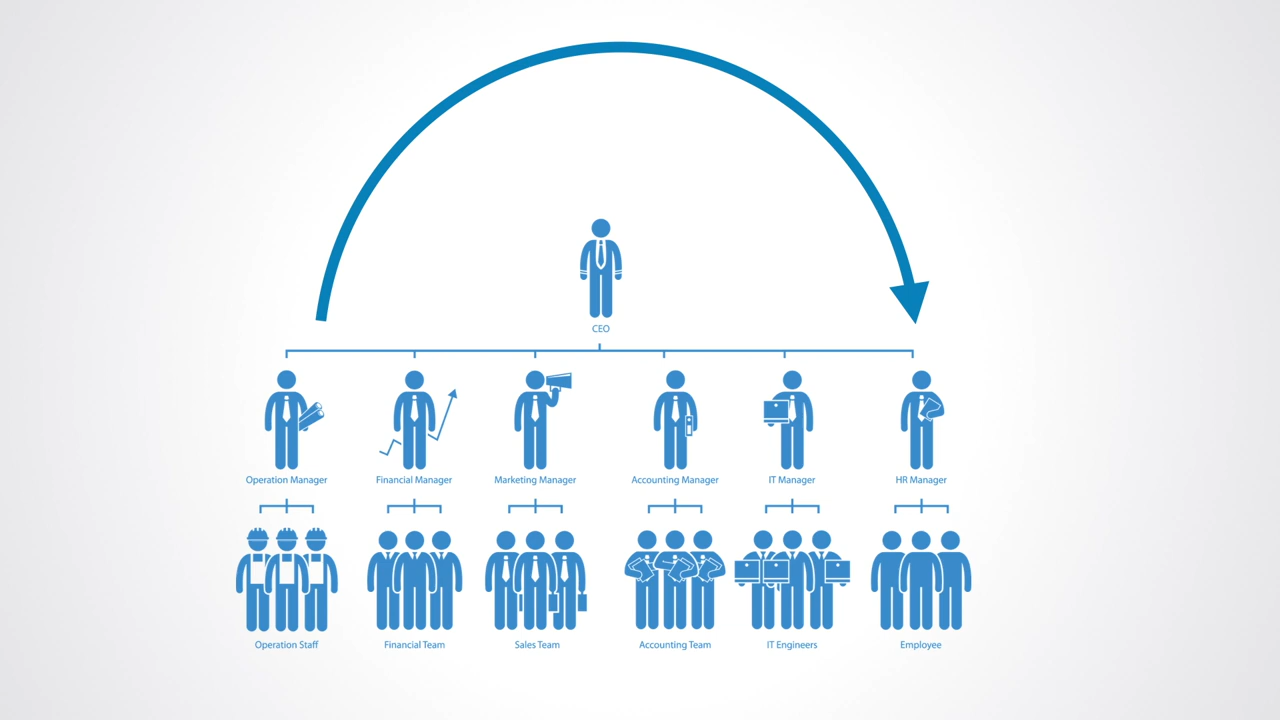 CEO
Operation Manager
Financial Manager
Marketing Manager
Accounting Manager
IT Manager
HR Manager
Operation Staff
Financial Team
Sales Team
Accounting Team
IT Engineers
Employee